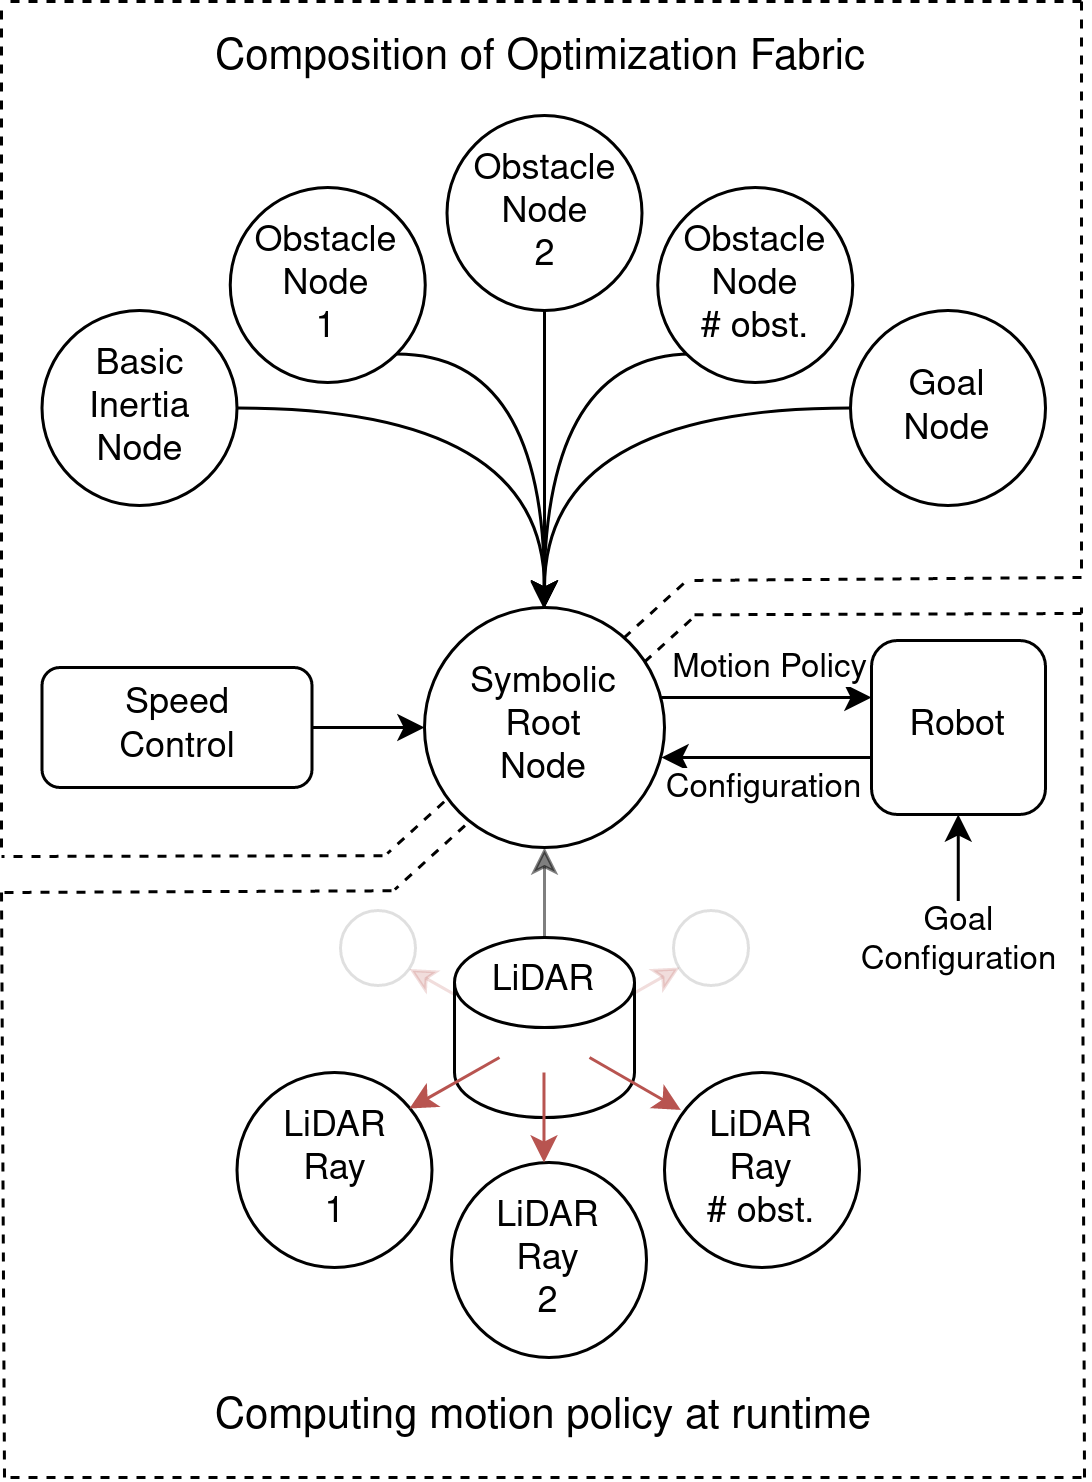 Composition of Optimization Fabric
Obstacle
Node
2
Obstacle
Node
1
Obstacle
Node
# obst.
Basic
Inertia
Node
Goal
Node
Speed
Control
Symbolic
Root
Node
Motion Policy
Configuration
Robot
Goal
Configuration
LiDAR
LiDAR
Ray
1
LiDAR
Ray
2
LiDAR
Ray
# obst.
Computing motion policy at runtime